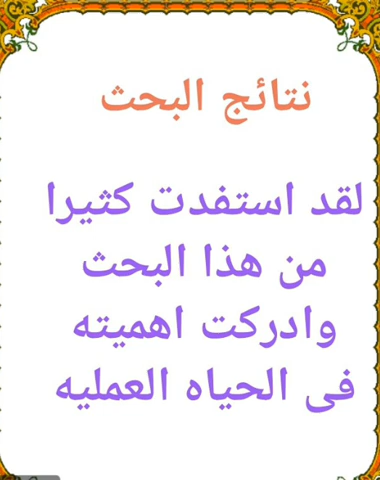 نتائج البحث
لقد استفدت كثيرا
من هذا البحث
وادركت اهميته
فى الحياه العمليه